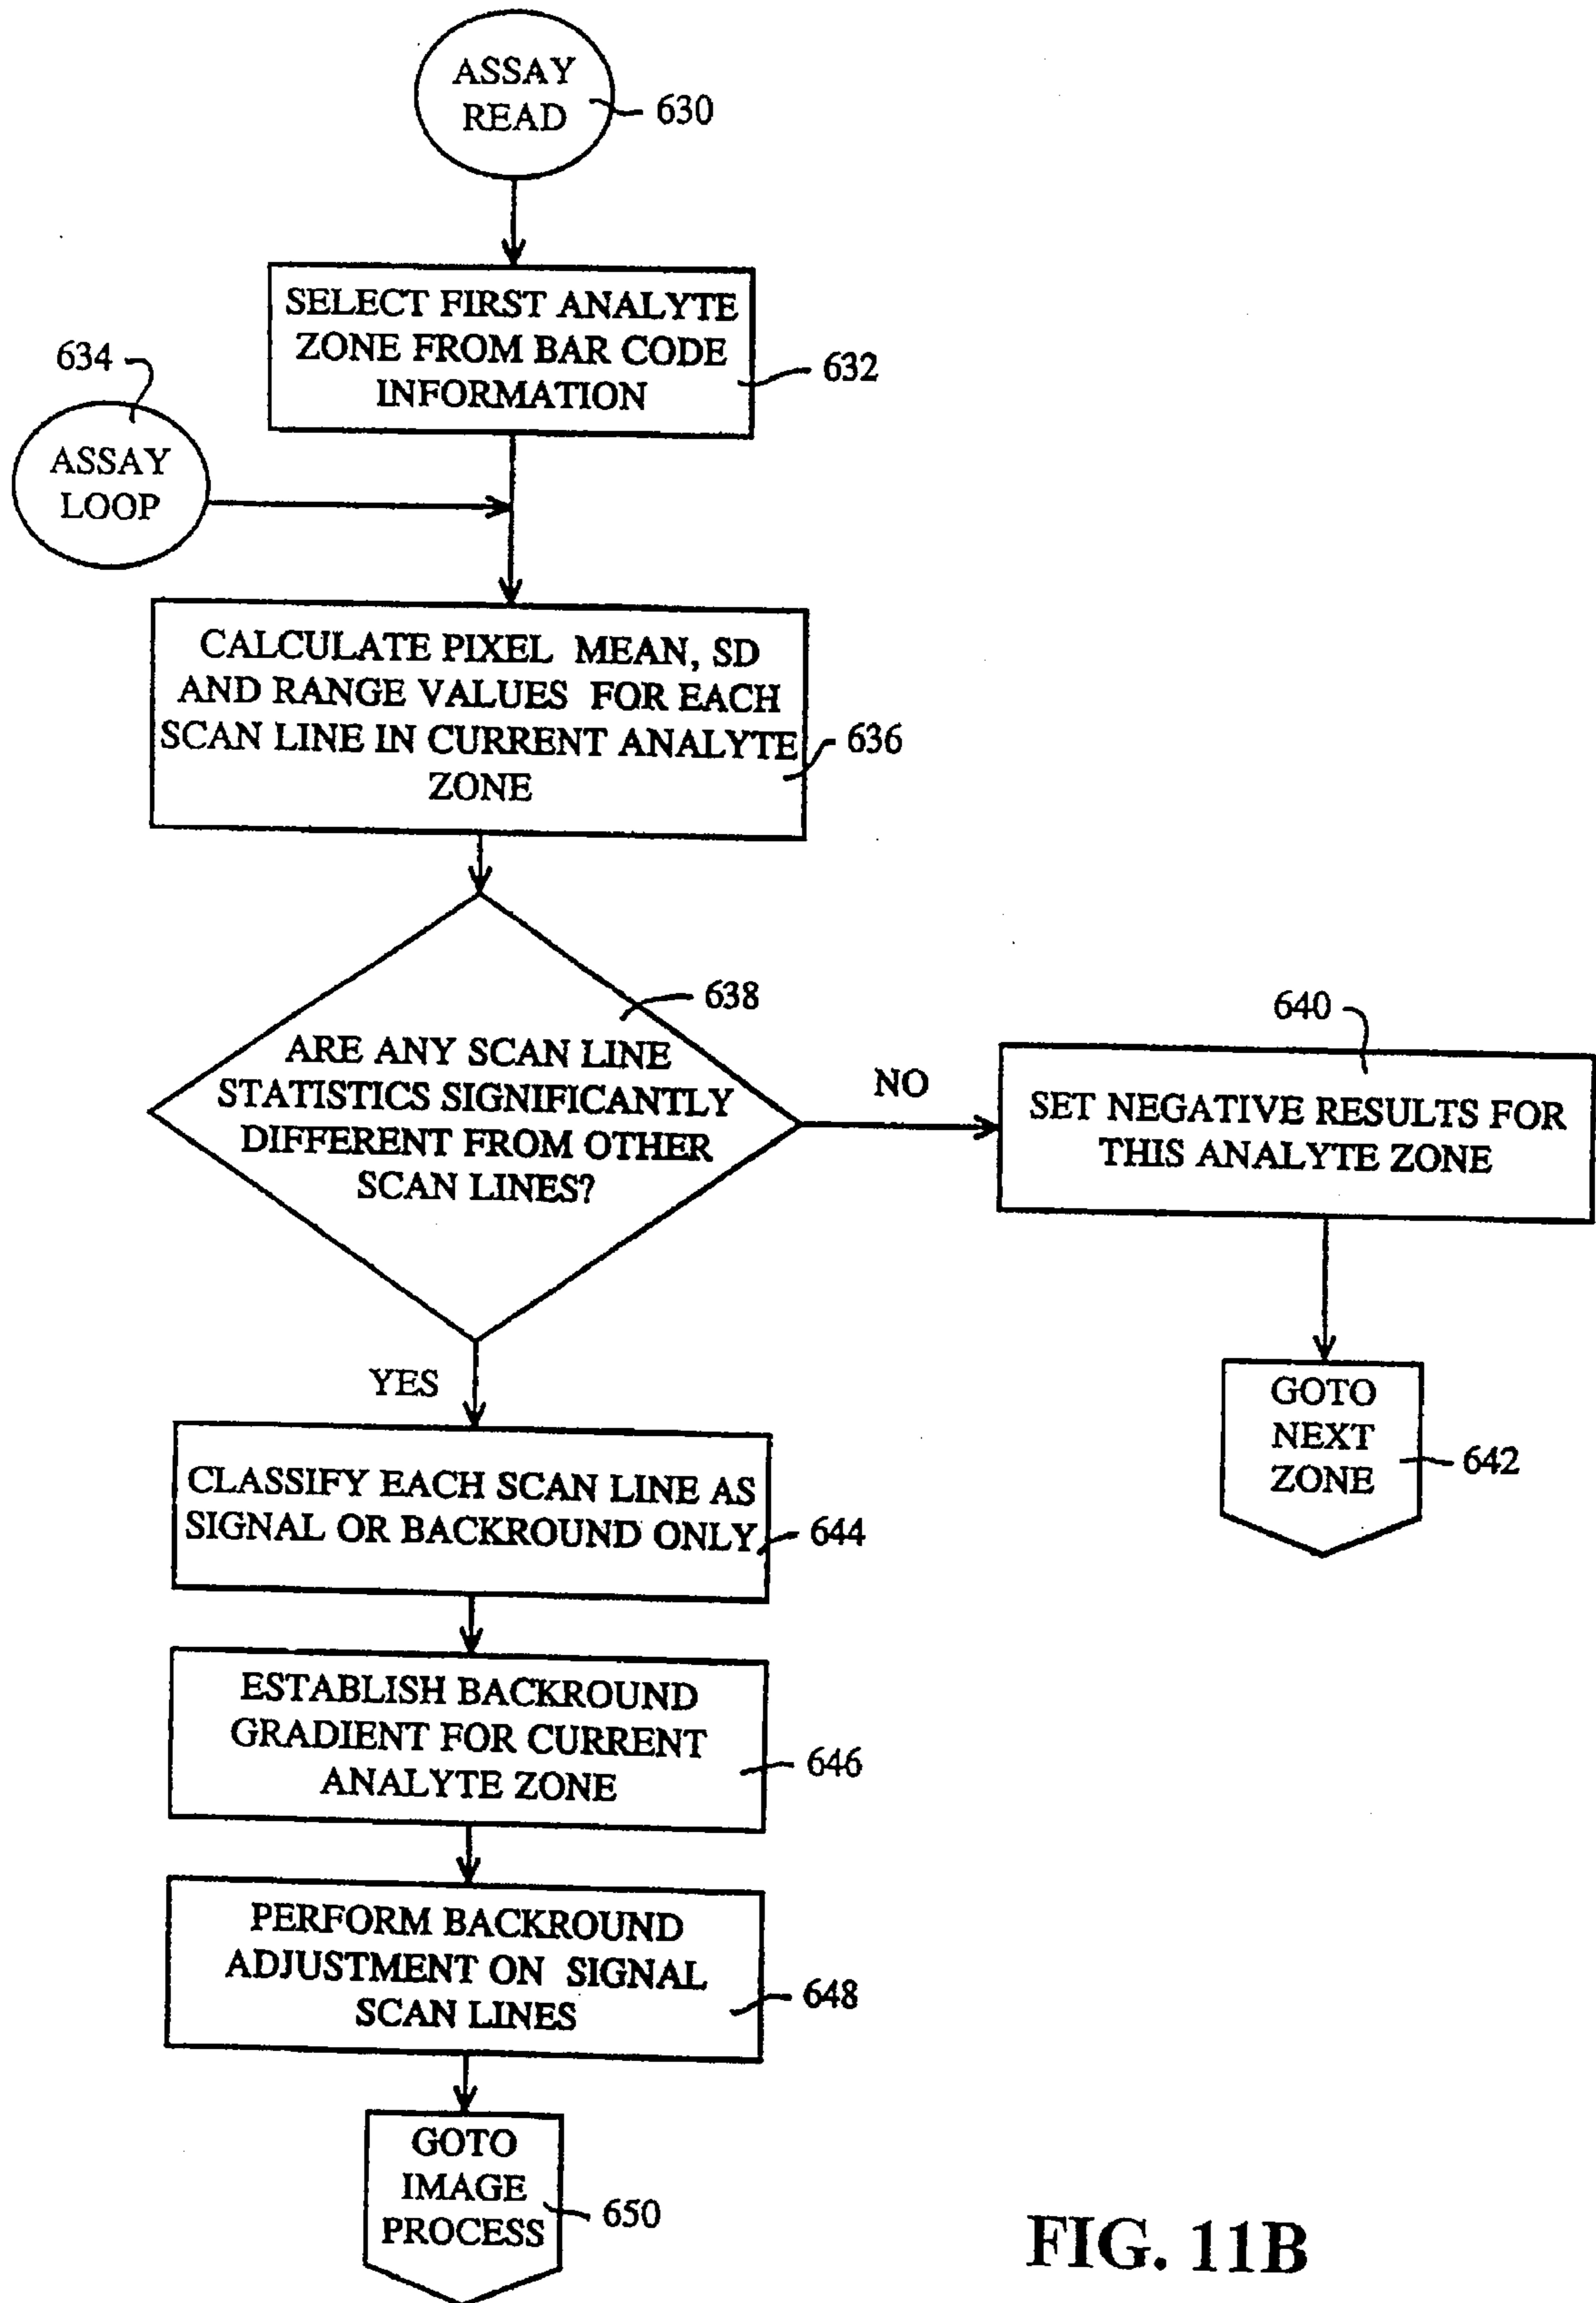 ASSAY
READ
630
SELECT FIRST ANALYTE
ZONE FROM BAR CODE
INFORMATION
632
634
ASSAY
LOOP
CALCULATE PIXEL MEAN, SD
AND RANGE VALUES FOR EACH
SCAN LINE IN CURRENT ANALYTE
ZONE
636
638
ARE ANY SCAN LINE
STATISTICS SIGNIFICANTLY
DIFFERENT FROM OTHER
SCAN LINES?
NO
640
SET NEGATIVE RESULTS FOR
THIS ANALYTE ZONE
GOTO
NEXT
ZONE
642
YES
CLASSIFY EACH SCAN LINE AS
SIGNAL OR BACKROUND ONLY
644
ESTABLISH BACKROUND
GRADIENT FOR CURRENT
ANALYTE ZONE
646
PERFORM BACKROUND
ADJUSTMENT ON SIGNAL
SCAN LINES
648
GOTO
IMAGE
PROCESS
650
FIG. 11B